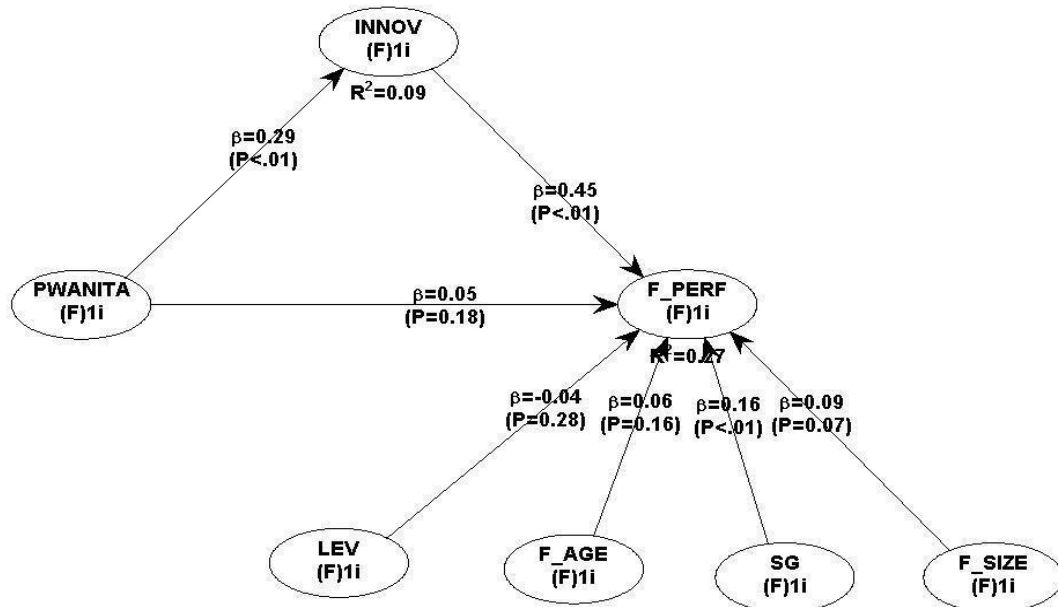 INNOV
(F)1i
R²=0.09
β=0.29
(P<.01)
β=0.45
(P<.01)
PWANITA
(F)1i
β=0.05
(P=0.18)
F_PERF
(F)1i
R²=0.27
β=-0.04
(P=0.28)
β=0.06
(P=0.16)
β=0.16
(P<.01)
β=0.09
(P=0.07)
LEV
(F)1i
F_AGE
(F)1i
SG
(F)1i
F_SIZE
(F)1i